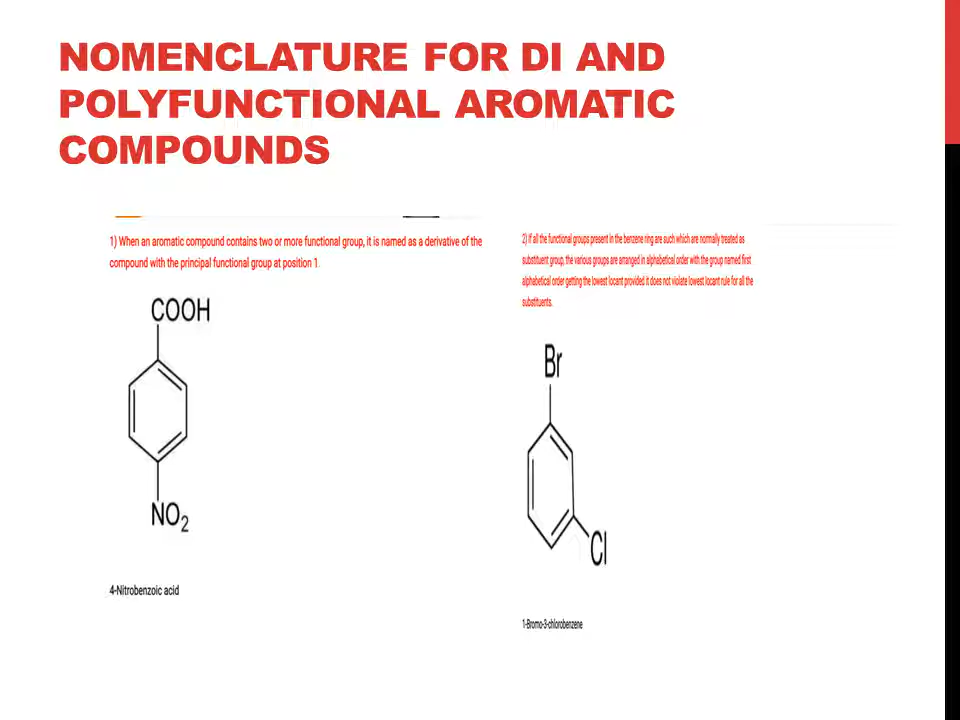 NOMENCLATURE FOR DI AND
POLYFUNCTIONAL AROMATIC
COMPOUNDS
1) When an aromatic compound contains two or more functional group, it is named as a derivative of the
compound with the principal functional group at position 1.
COOH
NO2
4-Nitrobenzoic acid
2) If all the functional groups present in the benzene ring are such which are normally treated as
substituent group, the various groups are arranged in alphabetical order with the group named first
alphabetical order getting the lowest locant provided it does not violate lowest locant rule for all the
substituents.
Br
Cl
1-Bromo-3-chlorobenzene